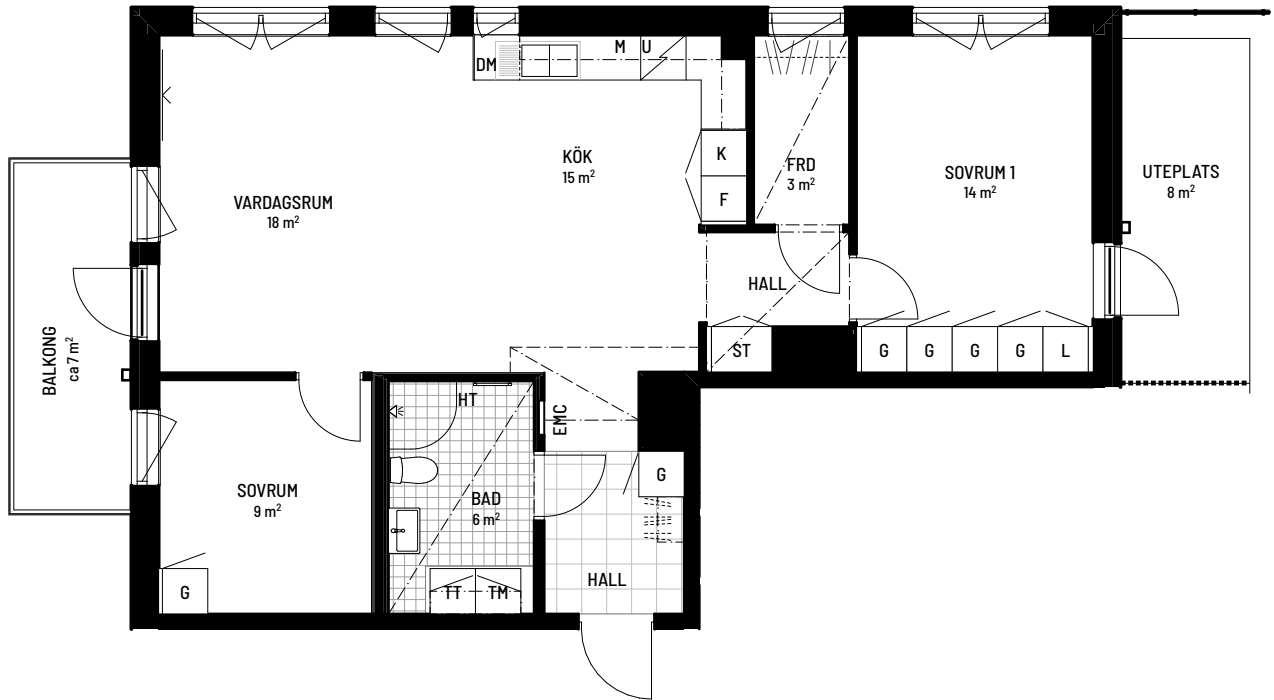 M
U
DM
KÖK
15 m²
K
F
FRD
3 m²
SOVRUM 1
14 m²
UTEPLATS
8 m²
VARDAGSRUM
18 m²
HALL
BALKONG
ca 7 m²
ST
G
G
G
G
L
HT
EMC
SOVRUM
9 m²
BAD
6 m²
G
HALL
G
TT
TM